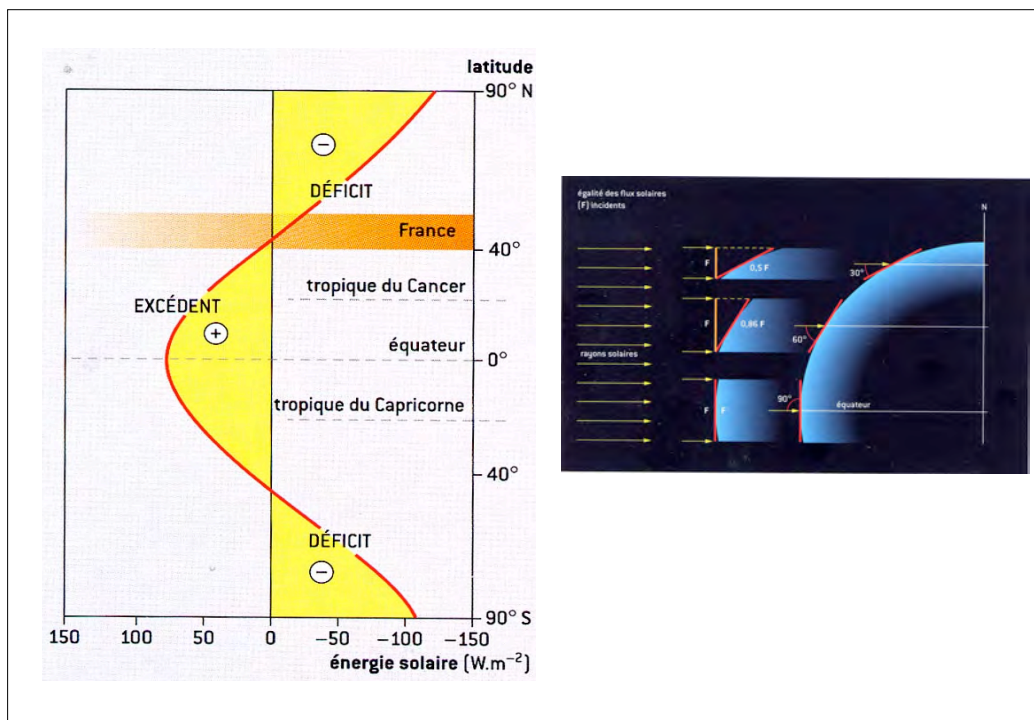 latitude
90° N
−
DÉFICIT
France
40°
tropique du Cancer
EXCÉDENT
+
équateur
0°
tropique du Capricorne
40°
DÉFICIT
−
90° S
150 100 50 0 −50 −100 −150
énergie solaire (W.m⁻²)
égalité des flux solaires
(F) incidents
N
F
0,5 F
30°
F
0,86 F
60°
rayons solaires
90°
F F
équateur